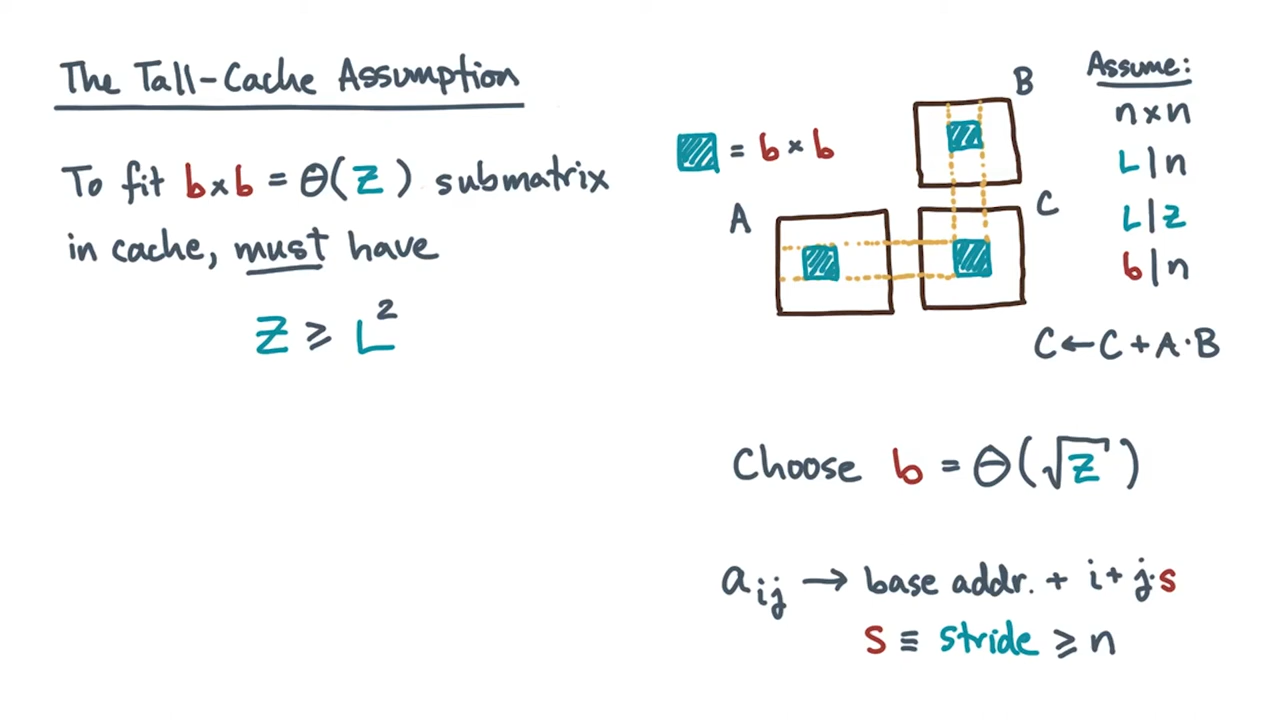 The Tall-Cache Assumption
To fit b×b = Θ(Z) submatrix
in cache, must have
Z ≥ L²
= b × b
A
B
C
Assume:
n×n
L|n
L|Z
b|n
C ← C + A·B
Choose b = Θ(√Z)
aᵢⱼ → base addr. + i + j·s
s ≡ stride ≥ n